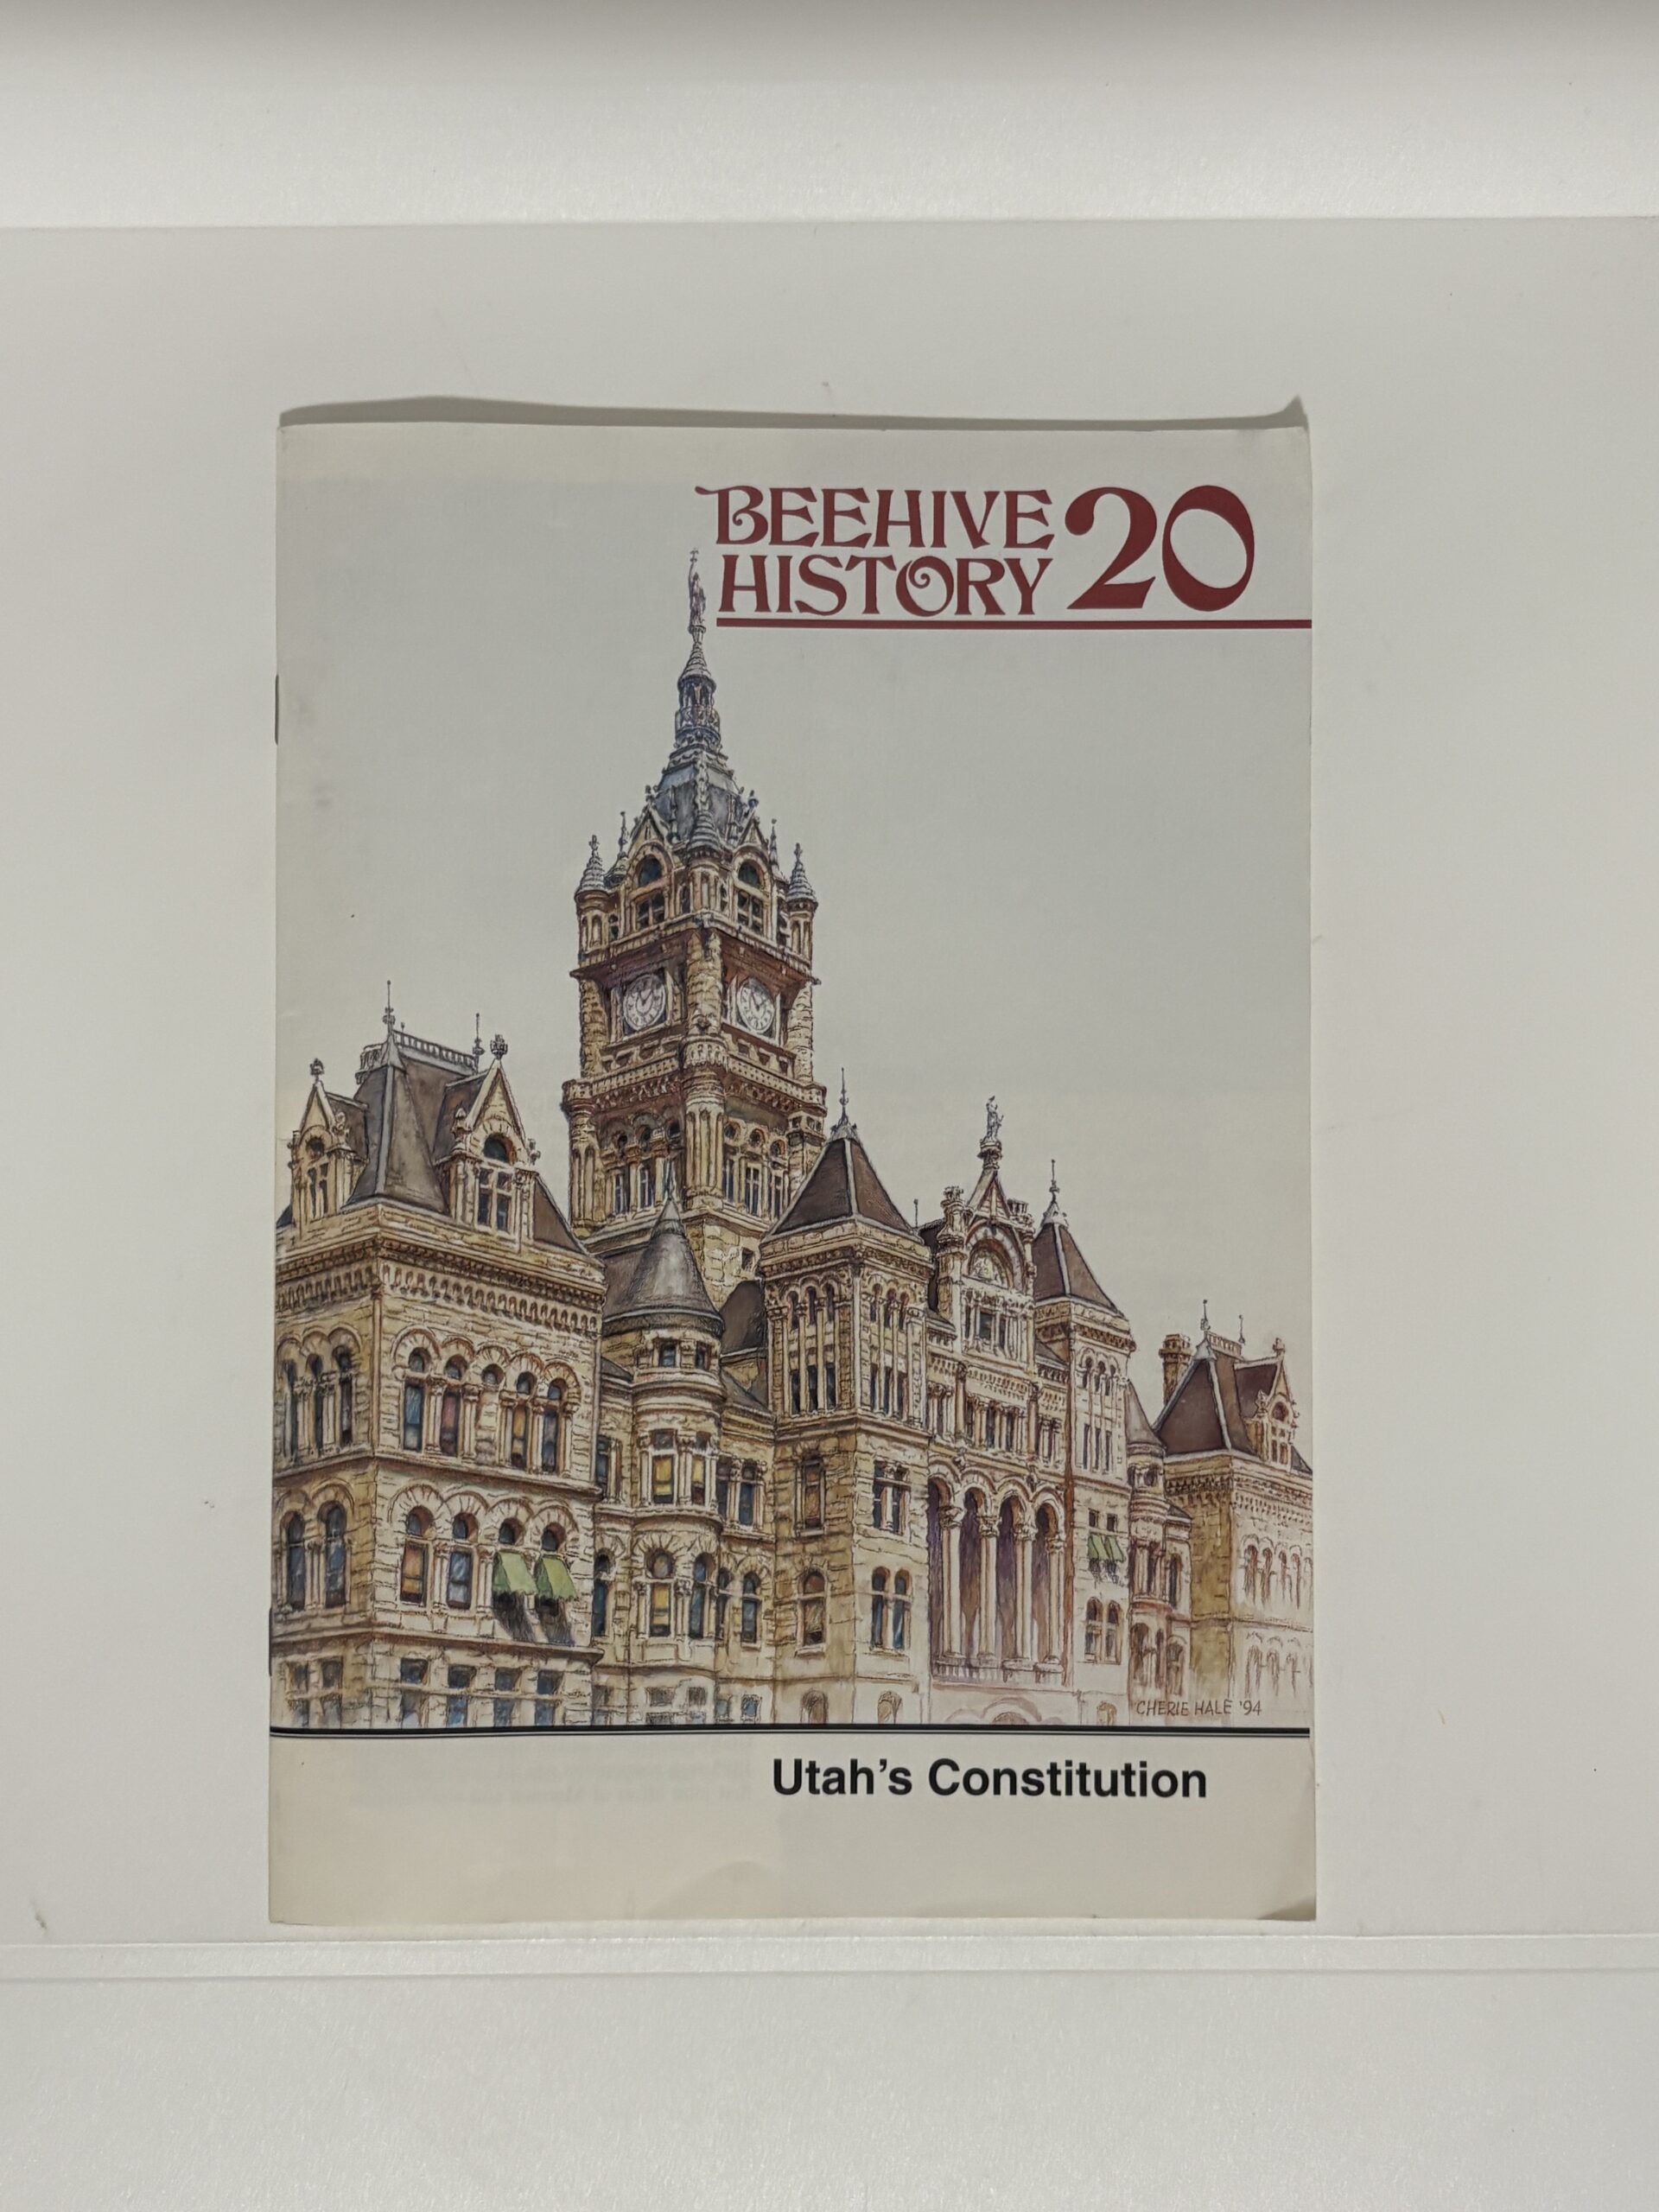 BEEHIVE
HISTORY 20
CHERIE HALE '94
Utah's Constitution